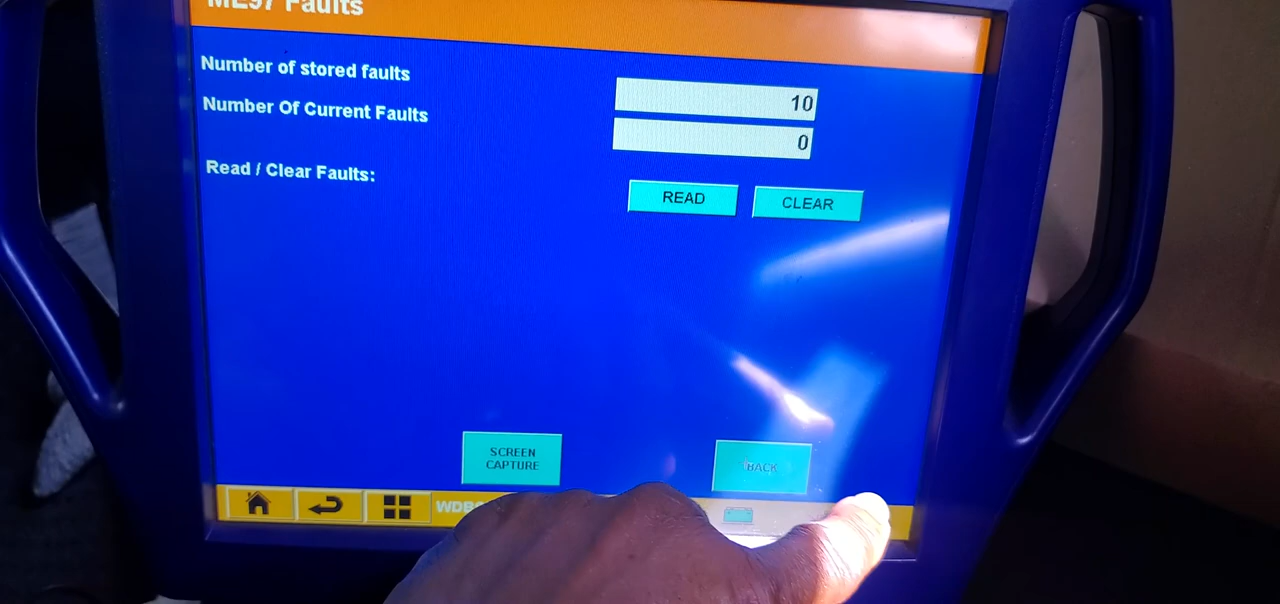 ME97 Faults
Number of stored faults
10
Number Of Current Faults
0
Read / Clear Faults:
READ
CLEAR
SCREEN
CAPTURE
BACK